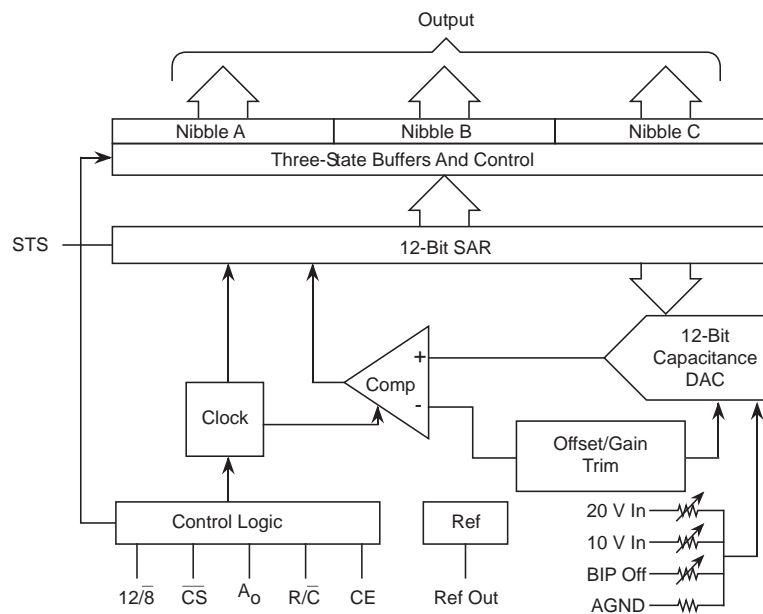 Output
Nibble A
Nibble B
Nibble C
Three-State Buffers And Control
STS
12-Bit SAR
12-Bit
Capacitance
DAC
+
Comp
-
Clock
Offset/Gain
Trim
Control Logic
Ref
20 V In
10 V In
BIP Off
AGND
12/8̅
C̅S̅
Ao
R/C̅
CE
Ref Out